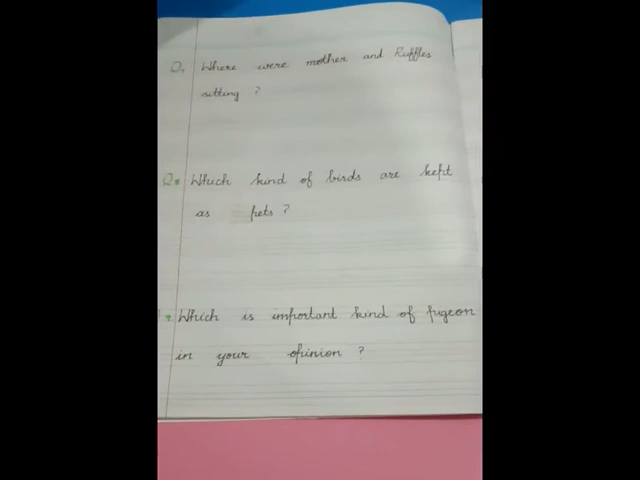 Q. Where were mother and Ruffles
sitting ?
Q. Which kind of birds are kept
as pets ?
Which is important kind of pugeon
in your opinion ?